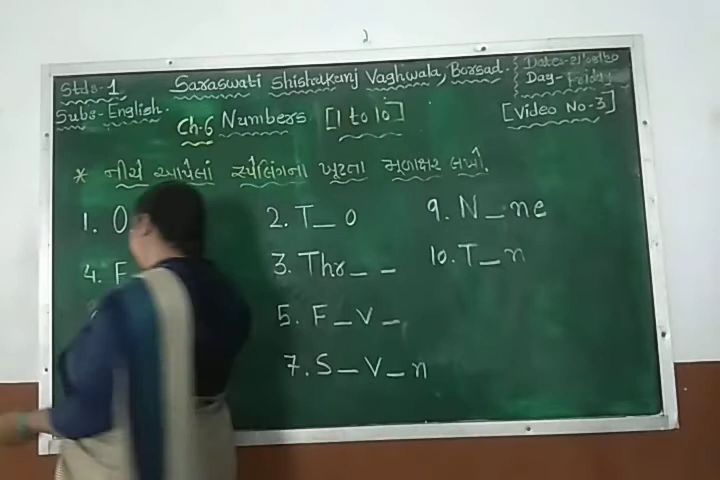 Std:- 1 Saraswati Shishukunj Vaghwala, Borsad.
Day- Friday
Sub:- English.
Ch.6 Numbers [1 to 10]
[Video No-3]
* નીચે આપેલાં સ્પેલિંગના ખૂટતા મૂળાક્ષર લખો.
1. O
2. T_o
9. N_ne
4. F
3. Thr_ _
10. T_n
5. F_v_
7. S_V_n